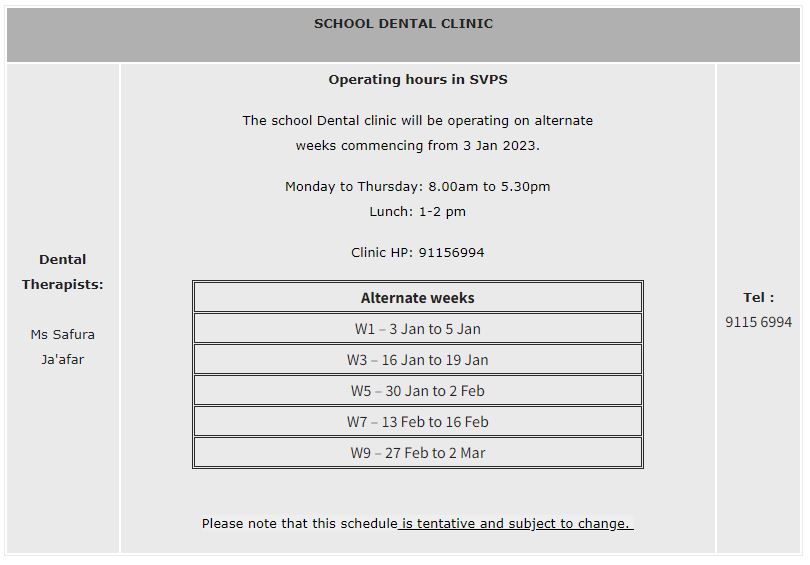 SCHOOL DENTAL CLINIC
Dental
Therapists:
Ms Safura
Ja'afar
Operating hours in SVPS
The school Dental clinic will be operating on alternate
weeks commencing from 3 Jan 2023.
Monday to Thursday: 8.00am to 5.30pm
Lunch: 1-2 pm
Clinic HP: 91156994
Alternate weeks
W1 – 3 Jan to 5 Jan
W3 – 16 Jan to 19 Jan
W5 – 30 Jan to 2 Feb
W7 – 13 Feb to 16 Feb
W9 – 27 Feb to 2 Mar
Please note that this schedule is tentative and subject to change.
Tel :
9115 6994